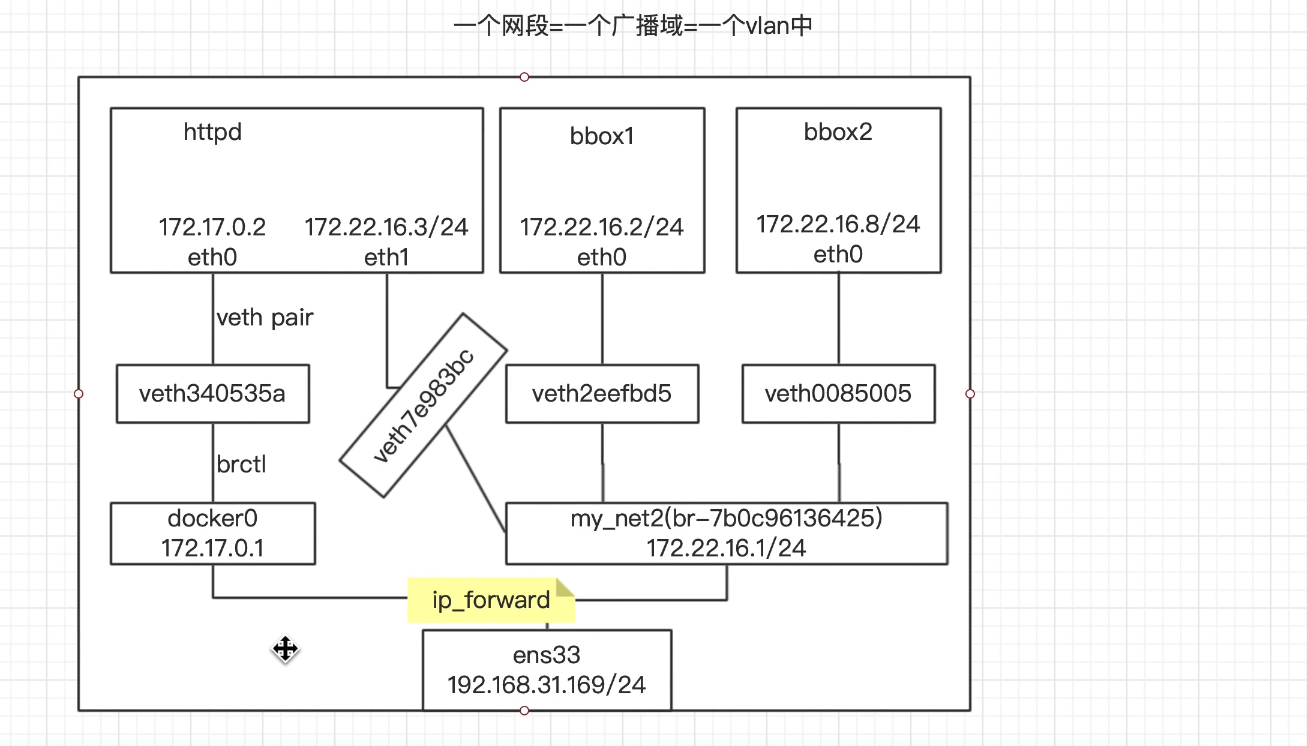 一个网段=一个广播域=一个vlan中
httpd
172.17.0.2
eth0
172.22.16.3/24
eth1
bbox1
172.22.16.2/24
eth0
bbox2
172.22.16.8/24
eth0
veth pair
veth340535a
veth7e983bc
veth2eefbd5
veth0085005
brctl
docker0
172.17.0.1
my_net2(br-7b0c96136425)
172.22.16.1/24
ip_forward
ens33
192.168.31.169/24